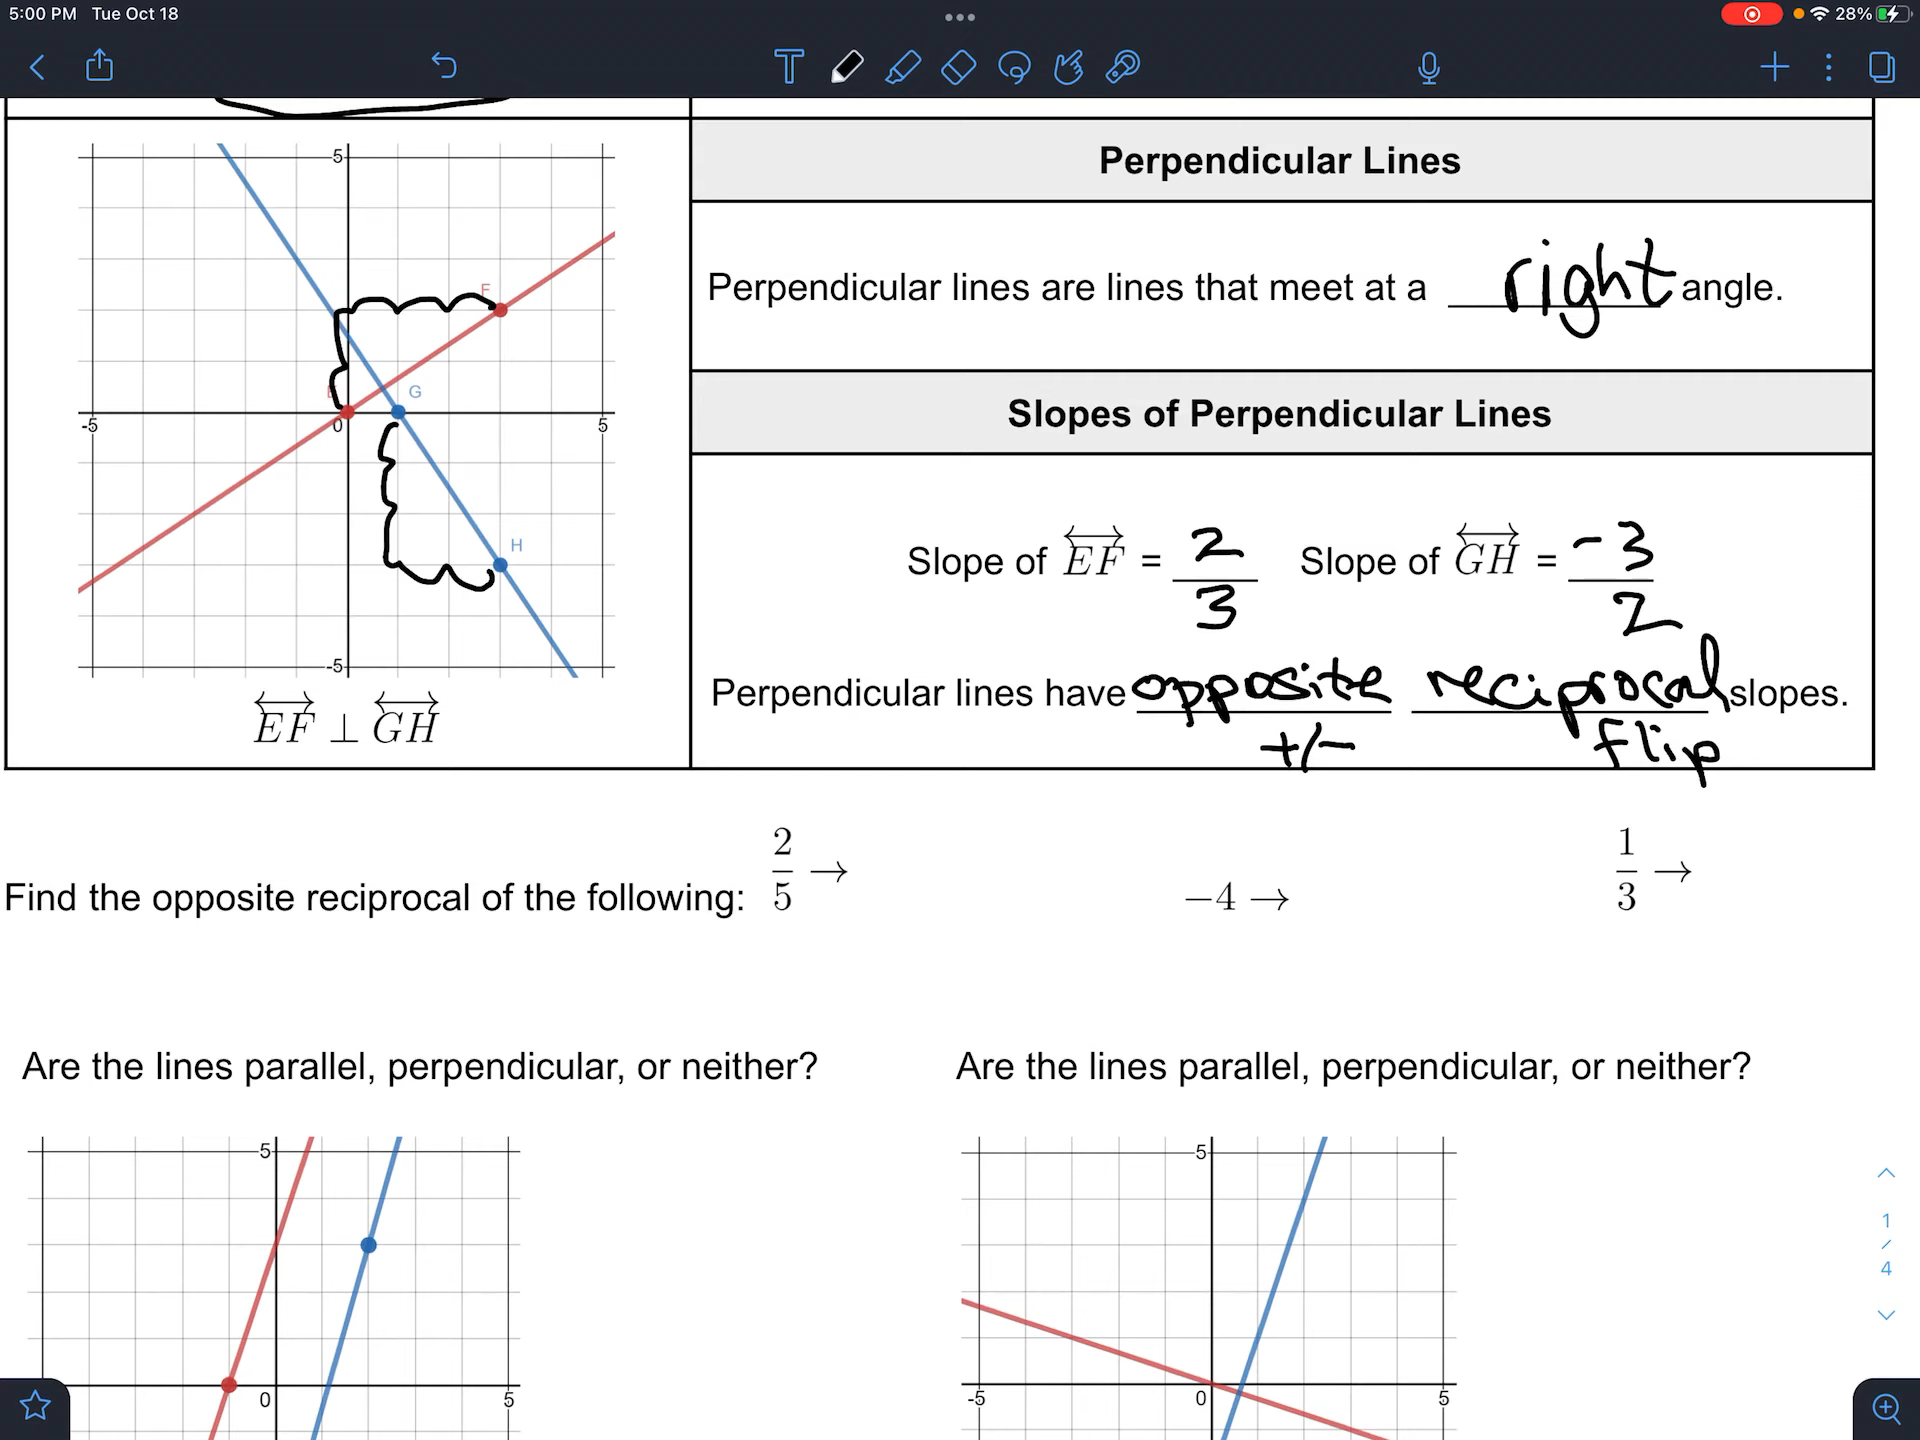 5:00 PM Tue Oct 18
28%
T
Perpendicular Lines
Perpendicular lines are lines that meet at a right angle.
Slopes of Perpendicular Lines
Slope of EF = 2/3 Slope of GH = -3/2
Perpendicular lines have opposite reciprocal slopes.
+/- flip
5
F
G
-5
0
5
H
-5
EF ⊥ GH
Find the opposite reciprocal of the following: 2/5 → −4 → 1/3 →
Are the lines parallel, perpendicular, or neither?
5
0
5
Are the lines parallel, perpendicular, or neither?
5
-5
0
5
1
/
4